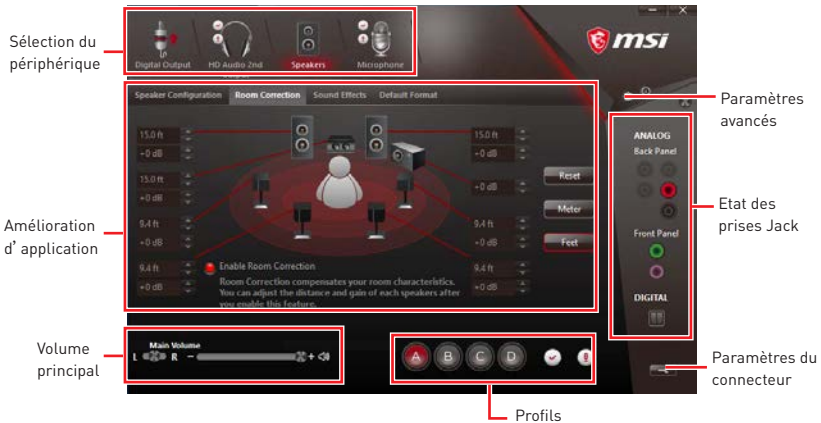 Sélection du
périphérique
Digital Output
HD Audio 2nd
Speakers
Microphone
msi
Speaker Configuration
Room Correction
Sound Effects
Default Format
Paramètres
avancés
15.0 ft
+0 dB
15.0 ft
+0 dB
9.4 ft
+0 dB
9.4 ft
+0 dB
15.0 ft
+0 dB
+0 dB
9.4 ft
+0 dB
9.4 ft
+0 dB
Reset
Meter
Feet
Enable Room Correction
Room Correction compensates your room characteristics.
You can adjust the distance and gain of each speakers after
you enable this feature.
Amélioration
d' application
ANALOG
Back Panel
Front Panel
DIGITAL
Etat des
prises Jack
Volume
principal
Main Volume
L R - +
A B C D
Profils
Paramètres du
connecteur